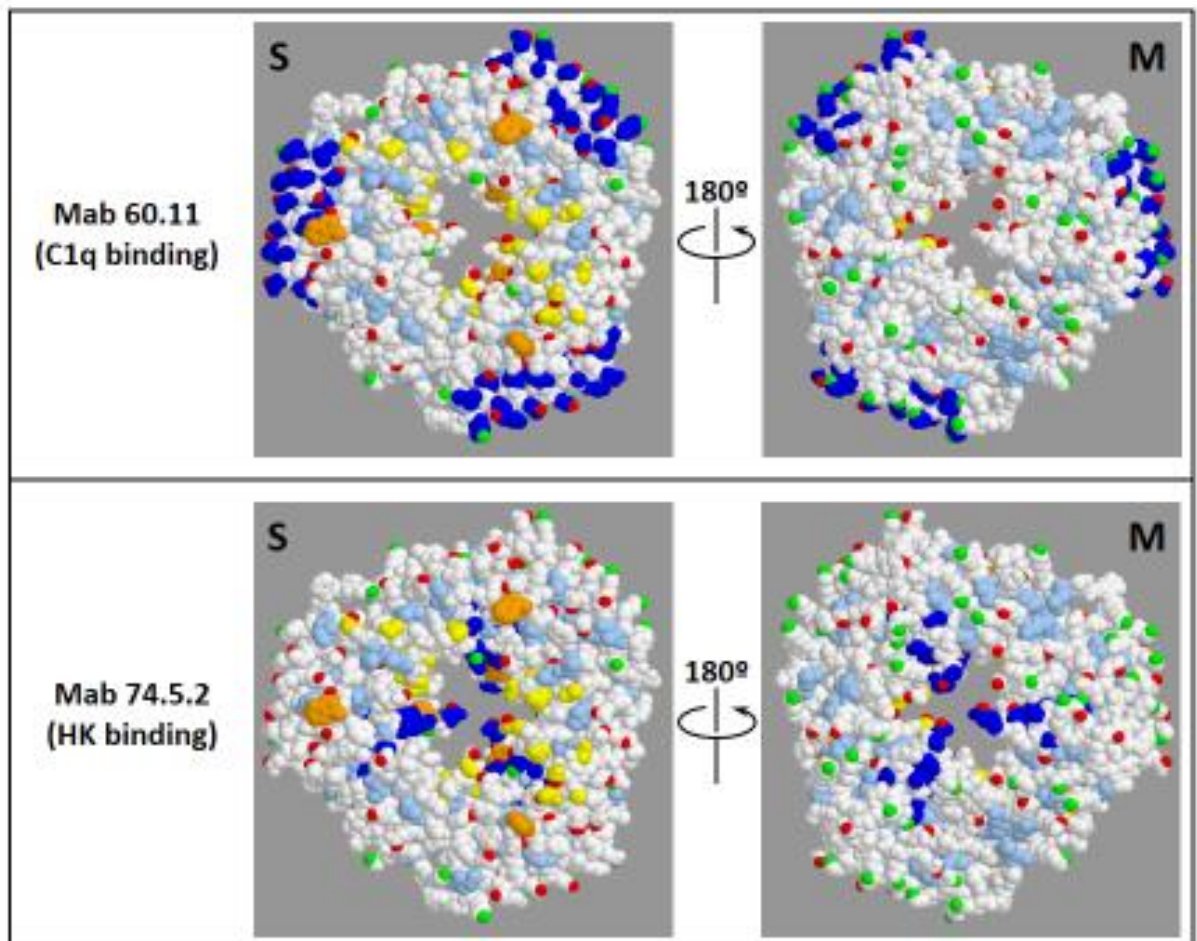 S
M
Mab 60.11
(C1q binding)
180º
S
M
Mab 74.5.2
(HK binding)
180º